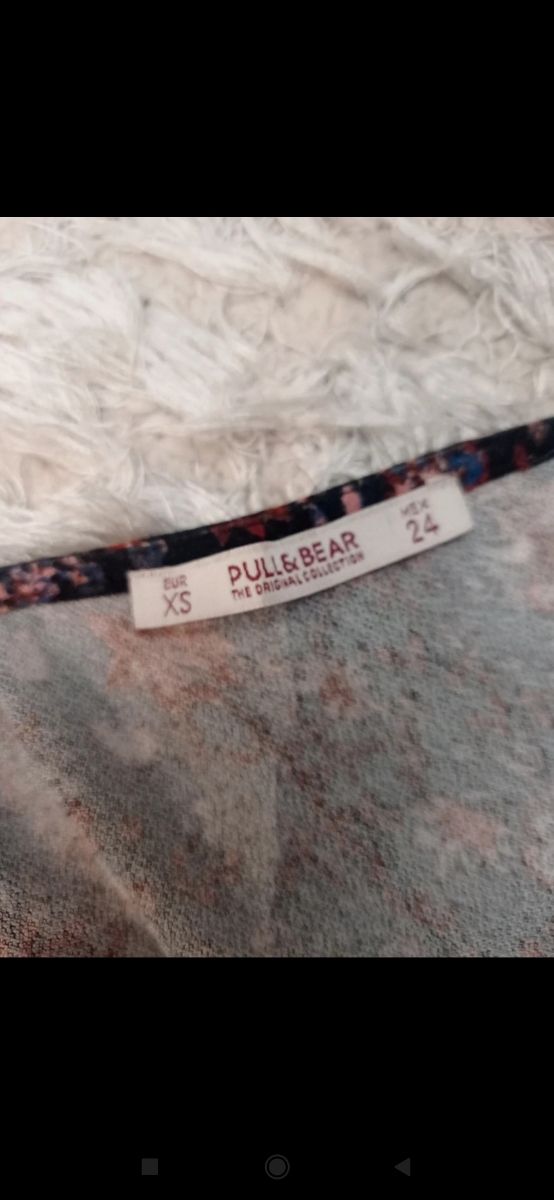 EUR
XS
PULL&BEAR
THE ORIGINAL COLLECTION
MEX
24